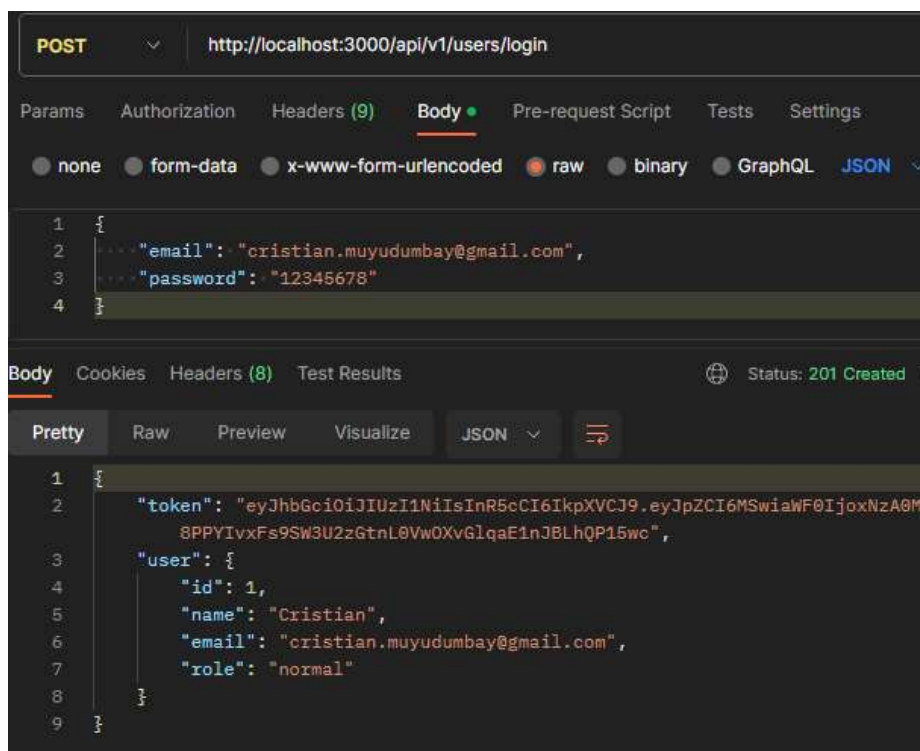 POST http://localhost:3000/api/v1/users/login
Params Authorization Headers (9) Body Pre-request Script Tests Settings
none form-data x-www-form-urlencoded raw binary GraphQL JSON
1 {
2 "email": "cristian.muyudumbay@gmail.com",
3 "password": "12345678"
4 }
Body Cookies Headers (8) Test Results Status: 201 Created
Pretty Raw Preview Visualize JSON
1 {
2 "token": "eyJhbGciOiJIUzI1NiIsInR5cCI6IkpXVCJ9.eyJpZCI6MSwiaWF0IjoxNzA0M
8PPYIvxFs9SW3U2zGtnL0VwOXvGlqaE1nJBLhQP15wc",
3 "user": {
4 "id": 1,
5 "name": "Cristian",
6 "email": "cristian.muyudumbay@gmail.com",
7 "role": "normal"
8 }
9 }